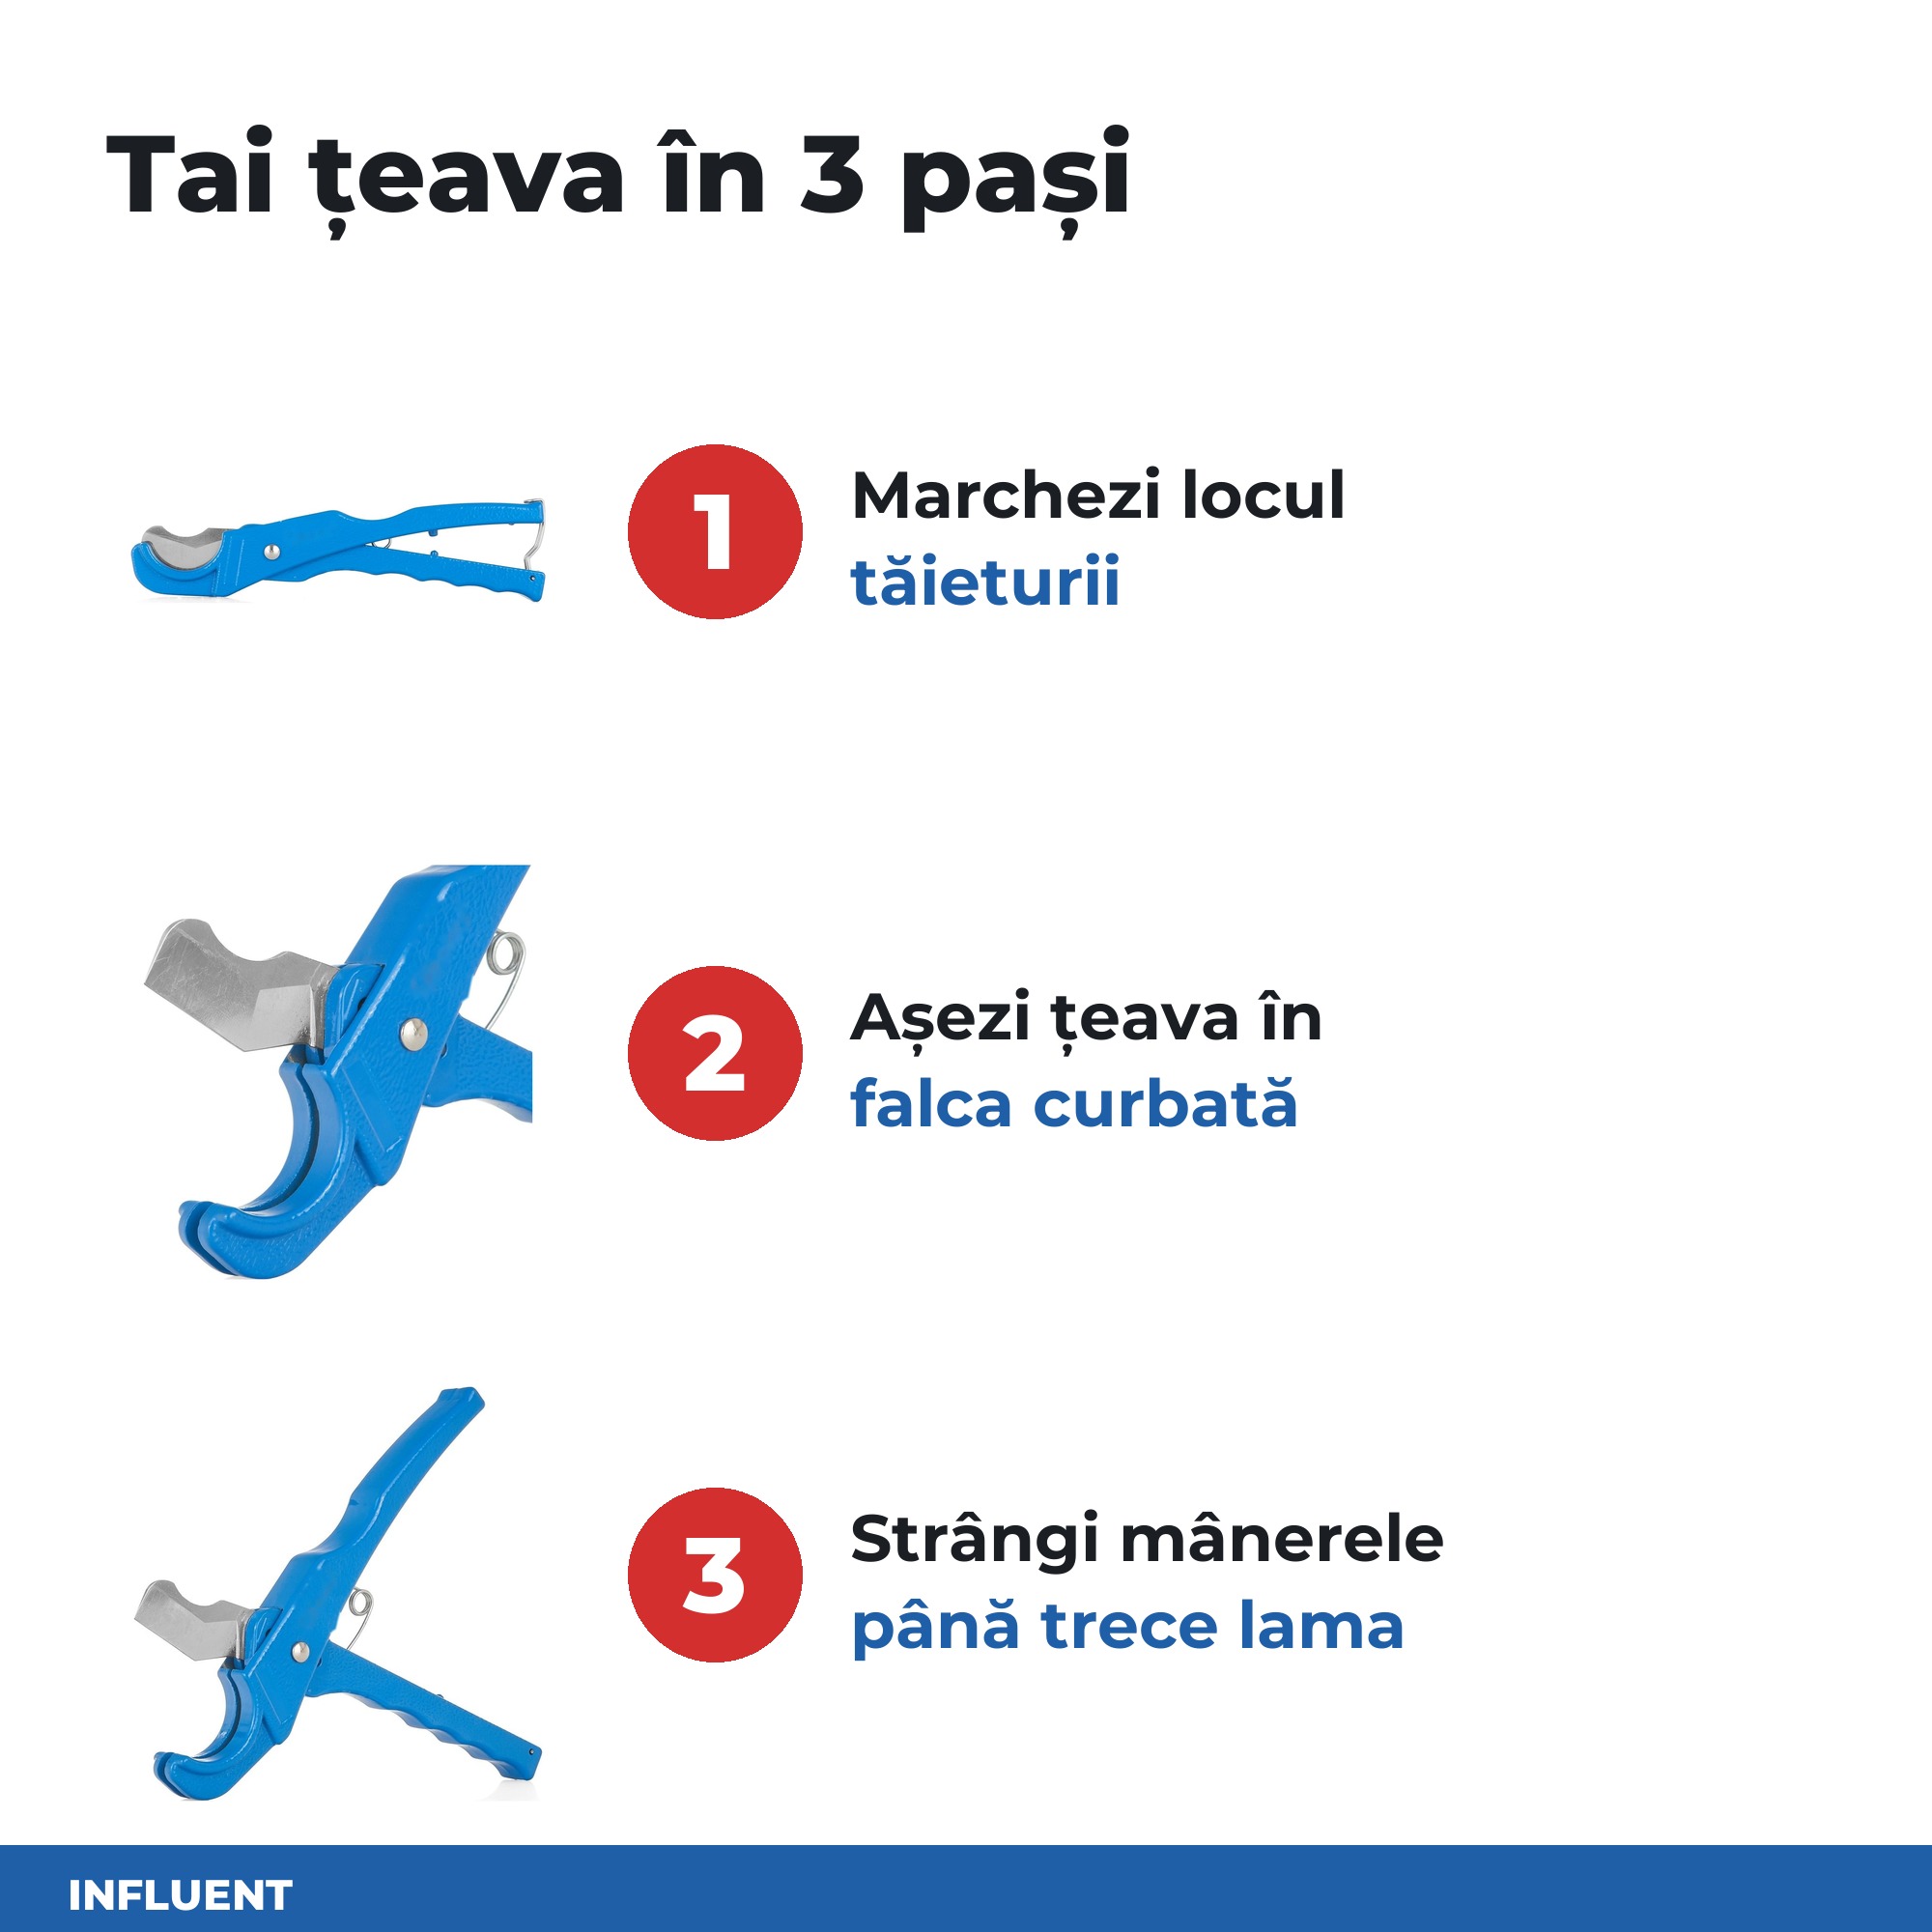 Tai țeava în 3 pași
1
Marchezi locul
tăieturii
2
Așezi țeava în
falca curbată
3
Strângi mânerele
până trece lama
INFLUENT